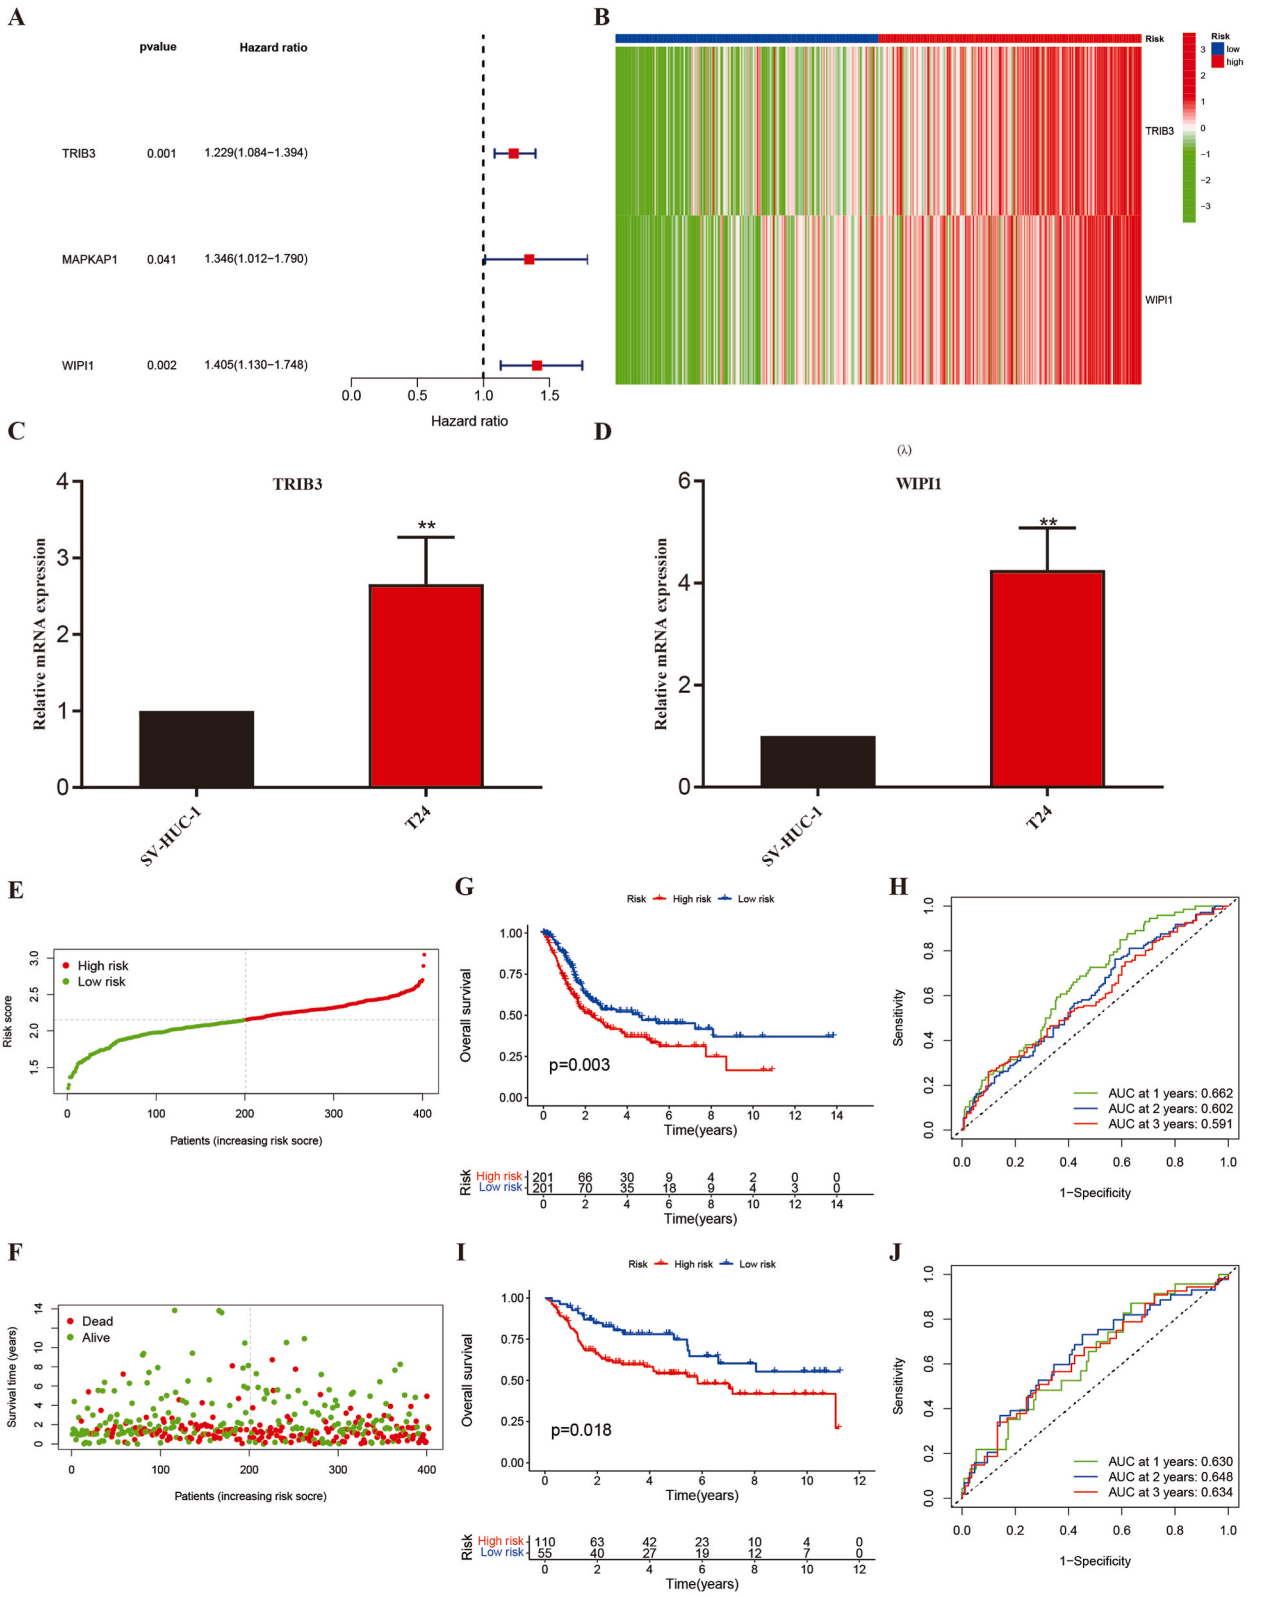 A
pvalue Hazard ratio
TRIB3 0.001 1.229(1.084−1.394)
MAPKAP1 0.041 1.346(1.012−1.790)
WIPI1 0.002 1.405(1.130−1.748)
0.0 0.5 1.0 1.5
Hazard ratio
B
Risk
TRIB3
WIPI1
3
2
1
0
−1
−2
−3
Risk
low
high
C
TRIB3
**
Relative mRNA expression
4
3
2
1
0
SV-HUC-1 T24
D
(λ)
WIPI1
**
Relative mRNA expression
6
4
2
0
SV-HUC-1 T24
E
High risk
Low risk
Risk score
3.0
2.5
2.0
1.5
0 100 200 300 400
Patients (increasing risk socre)
G
Risk High risk Low risk
Overall survival
1.00
0.75
0.50
0.25
0.00
p=0.003
0 2 4 6 8 10 12 14
Time(years)
Risk
High risk 201 66 30 9 4 2 0 0
Low risk 201 70 35 18 9 4 3 0
0 2 4 6 8 10 12 14
Time(years)
H
Sensitivity
1.0
0.8
0.6
0.4
0.2
0.0
AUC at 1 years: 0.662
AUC at 2 years: 0.602
AUC at 3 years: 0.591
0.0 0.2 0.4 0.6 0.8 1.0
1−Specificity
F
Dead
Alive
Survival time (years)
14
12
10
8
6
4
2
0
0 100 200 300 400
Patients (increasing risk socre)
I
Risk High risk Low risk
Overall survival
1.00
0.75
0.50
0.25
0.00
p=0.018
0 2 4 6 8 10 12
Time(years)
Risk
High risk 110 63 42 23 10 4 0
Low risk 55 40 27 19 12 7 0
0 2 4 6 8 10 12
Time(years)
J
Sensitivity
1.0
0.8
0.6
0.4
0.2
0.0
AUC at 1 years: 0.630
AUC at 2 years: 0.648
AUC at 3 years: 0.634
0.0 0.2 0.4 0.6 0.8 1.0
1−Specificity